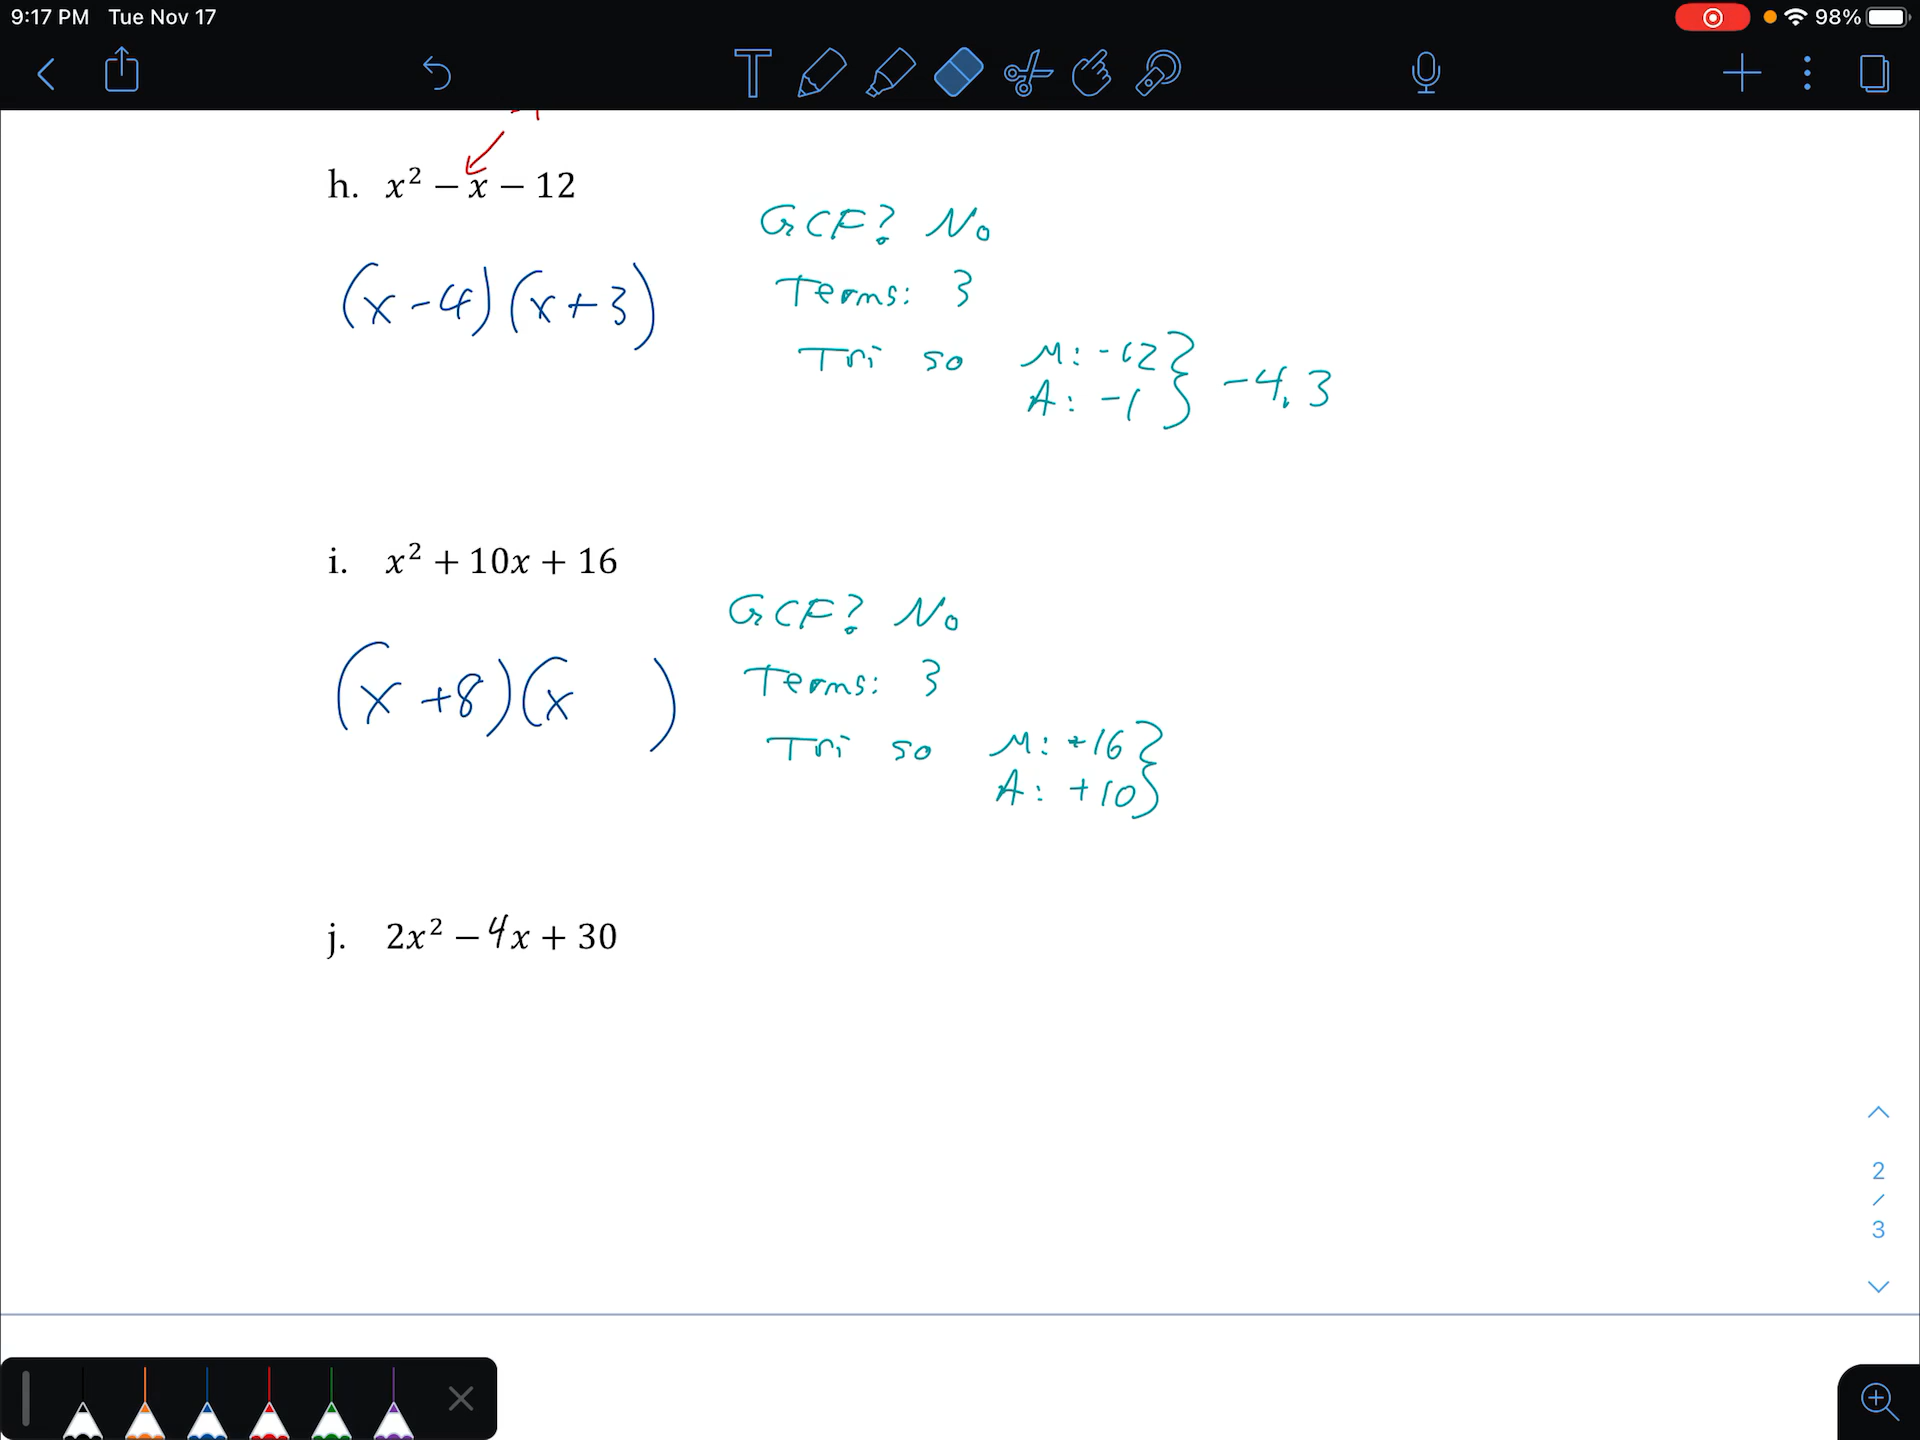 9:17 PM Tue Nov 17
98%
T
h. x² − x − 12
GCF? No
(x-4)(x+3)
Terms: 3
Tri so M: -12
A: -1
-4, 3
i. x² + 10x + 16
GCF? No
Terms: 3
(x +8)(x )
Tri so M: +16
A: +10
j. 2x² − 4x + 30
2
/
3